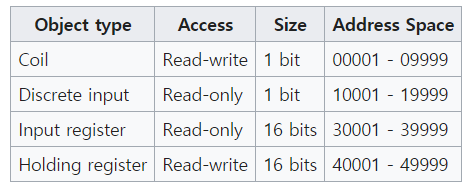 Object type Access Size Address Space
Coil Read-write 1 bit 00001 - 09999
Discrete input Read-only 1 bit 10001 - 19999
Input register Read-only 16 bits 30001 - 39999
Holding register Read-write 16 bits 40001 - 49999